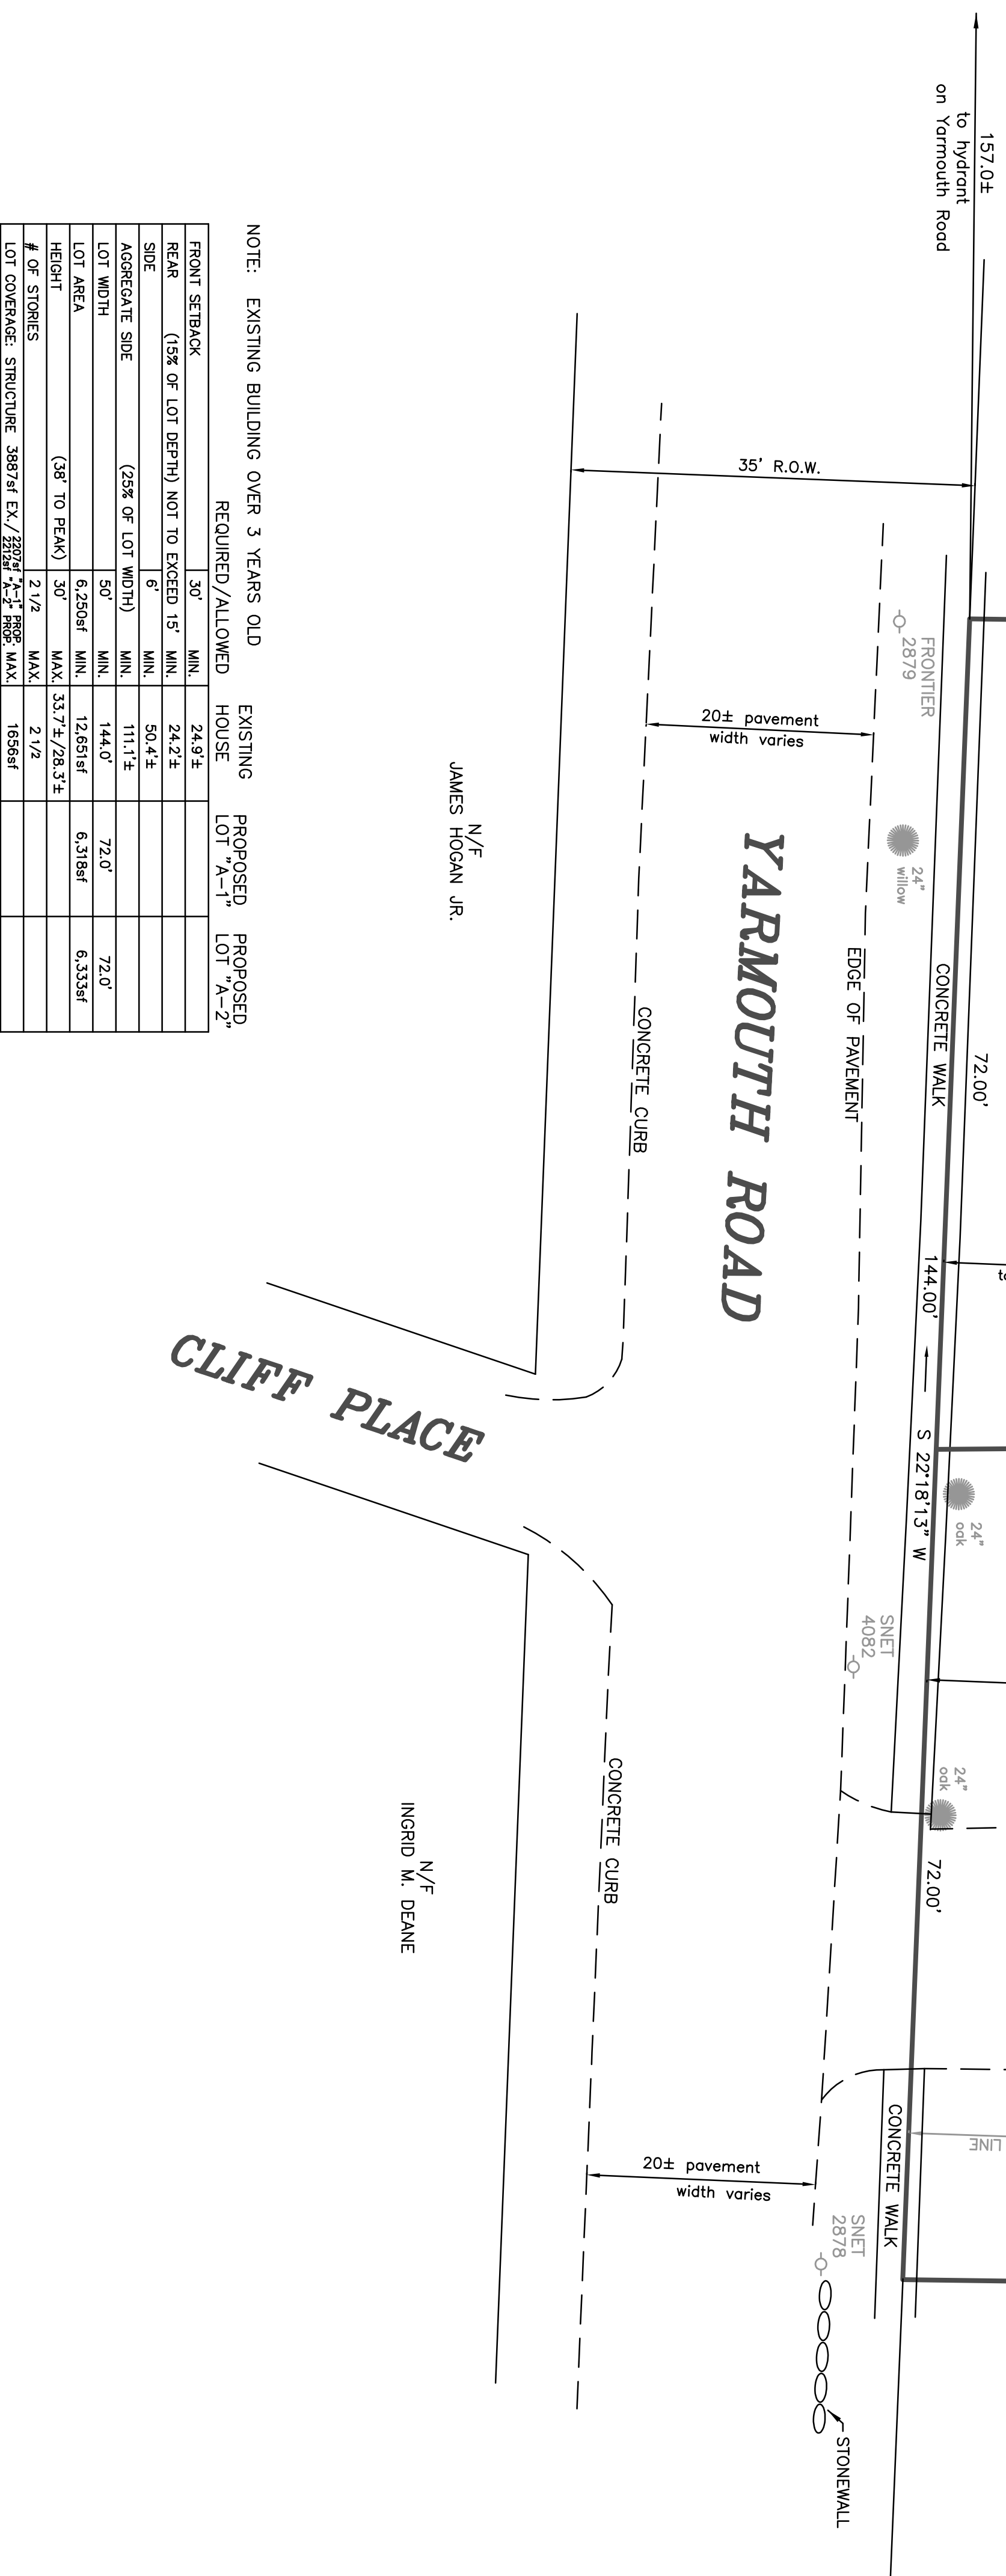 157.0±
to hydrant
on Yarmouth Road
35' R.O.W.
FRONTIER
2879
20± pavement
width varies
24"
willow
EDGE OF PAVEMENT
CONCRETE WALK
72.00'
CONCRETE CURB
YARMOUTH ROAD
144.00'
S 22°18'13" W
24"
oak
SNET
4082
24"
oak
72.00'
CLIFF PLACE
CONCRETE CURB
20± pavement
width varies
CONCRETE WALK
LINE
SNET
2878
STONEWALL
N/F
JAMES HOGAN JR.
N/F
INGRID M. DEANE
NOTE: EXISTING BUILDING OVER 3 YEARS OLD
REQUIRED/ALLOWED
EXISTING
HOUSE
PROPOSED
LOT "A-1"
PROPOSED
LOT "A-2"
FRONT SETBACK 30' MIN. 24.9'±
REAR (15% OF LOT DEPTH) NOT TO EXCEED 15' MIN. 24.2'±
SIDE 6' MIN. 50.4'±
AGGREGATE SIDE (25% OF LOT WIDTH) MIN. 111.1'±
LOT WIDTH 50' MIN. 144.0' 72.0' 72.0'
LOT AREA 6,250sf MIN. 12,651sf 6,318sf 6,333sf
HEIGHT (38' TO PEAK) 30' MAX. 33.7'±/28.3'±
# OF STORIES 2 1/2 MAX. 2 1/2
LOT COVERAGE: STRUCTURE 3887sf EX./ 2207sf "A-1" PROP. 2212sf "A-2" PROP. MAX. 1656sf